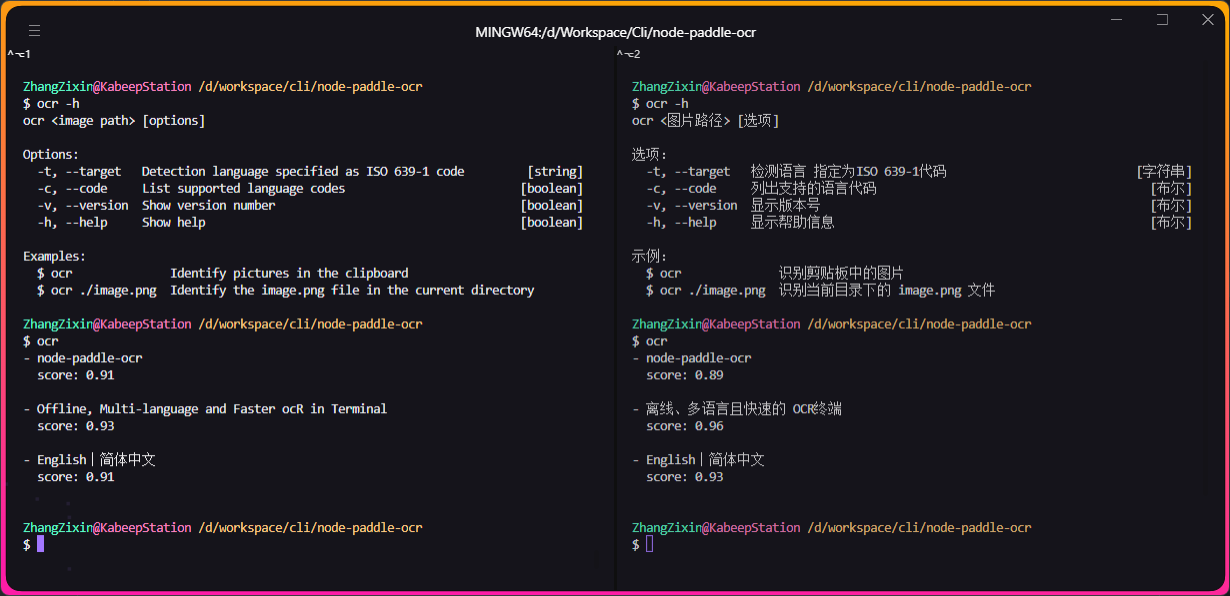 MINGW64:/d/Workspace/Cli/node-paddle-ocr
^⌥1
ZhangZixin@KabeepStation /d/workspace/cli/node-paddle-ocr
$ ocr -h
ocr <image path> [options]
Options:
-t, --target Detection language specified as ISO 639-1 code [string]
-c, --code List supported language codes [boolean]
-v, --version Show version number [boolean]
-h, --help Show help [boolean]
Examples:
$ ocr Identify pictures in the clipboard
$ ocr ./image.png Identify the image.png file in the current directory
ZhangZixin@KabeepStation /d/workspace/cli/node-paddle-ocr
$ ocr
- node-paddle-ocr
score: 0.91
- Offline, Multi-language and Faster ocR in Terminal
score: 0.93
- English|简体中文
score: 0.91
ZhangZixin@KabeepStation /d/workspace/cli/node-paddle-ocr
$
^⌥2
ZhangZixin@KabeepStation /d/workspace/cli/node-paddle-ocr
$ ocr -h
ocr <图片路径> [选项]
选项:
-t, --target 检测语言 指定为ISO 639-1代码 [字符串]
-c, --code 列出支持的语言代码 [布尔]
-v, --version 显示版本号 [布尔]
-h, --help 显示帮助信息 [布尔]
示例:
$ ocr 识别剪贴板中的图片
$ ocr ./image.png 识别当前目录下的 image.png 文件
ZhangZixin@KabeepStation /d/workspace/cli/node-paddle-ocr
$ ocr
- node-paddle-ocr
score: 0.89
- 离线、多语言且快速的 OCR终端
score: 0.96
- English|简体中文
score: 0.93
ZhangZixin@KabeepStation /d/workspace/cli/node-paddle-ocr
$